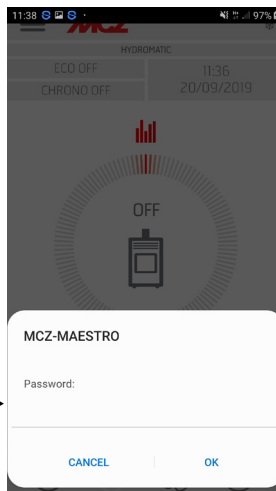 11:38
97%
MCZ
HYDROMATIC
ECO OFF
11:36
CHRONO OFF
20/09/2019
OFF
MCZ-MAESTRO
Password:
CANCEL
OK